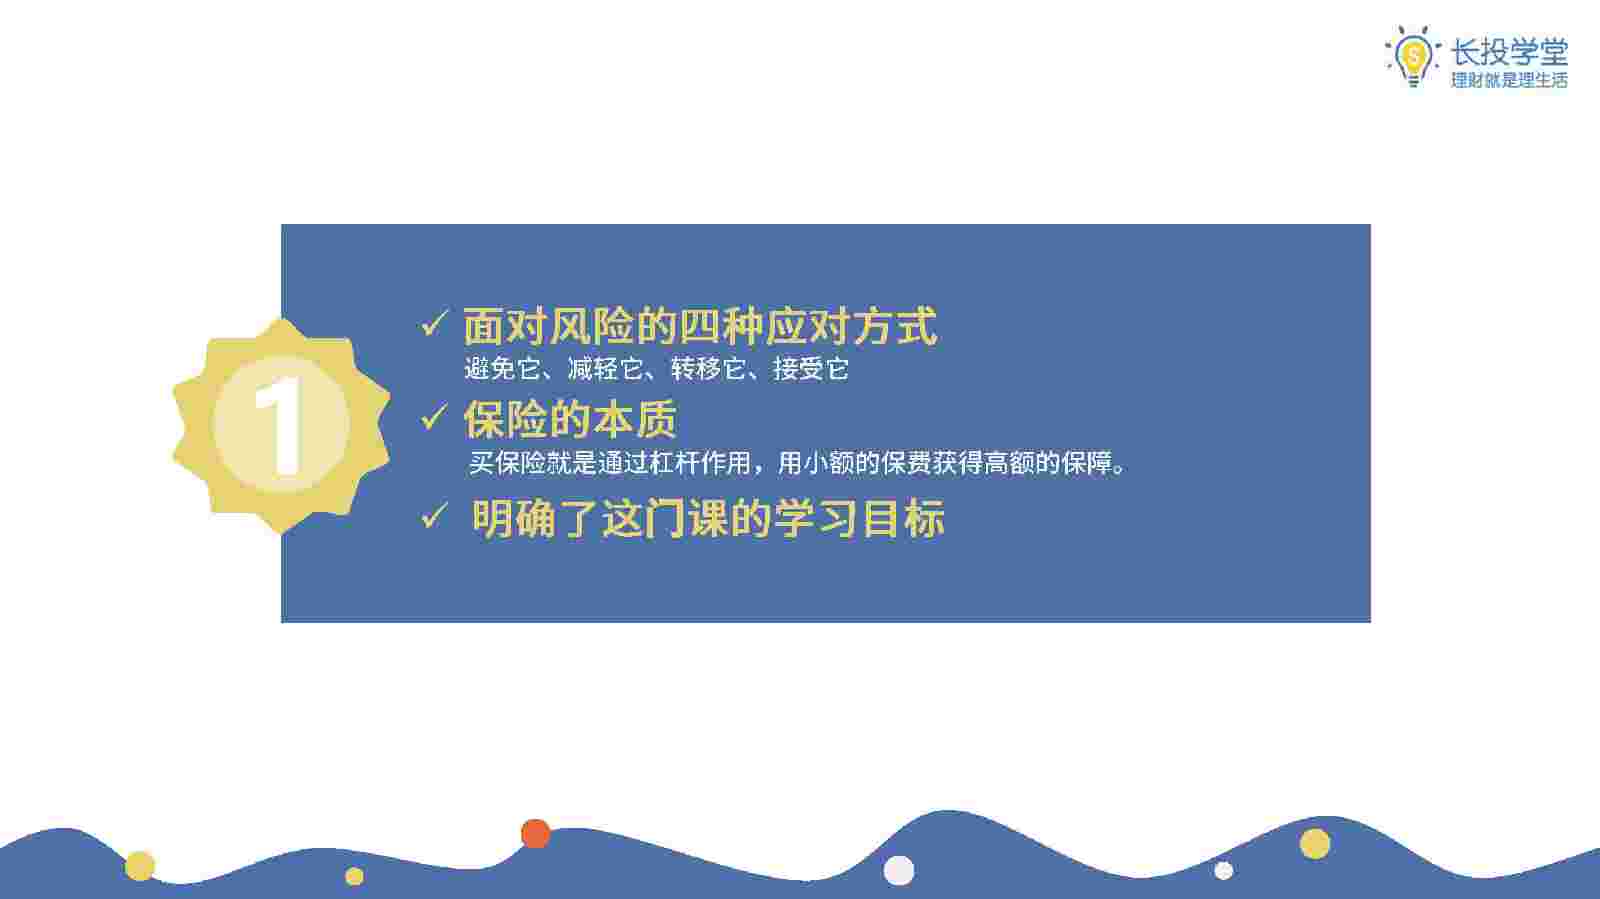 长投学堂
理财就是理生活
1
✓ 面对风险的四种应对方式
避免它、减轻它、转移它、接受它
✓ 保险的本质
买保险就是通过杠杆作用，用小额的保费获得高额的保障。
✓ 明确了这门课的学习目标